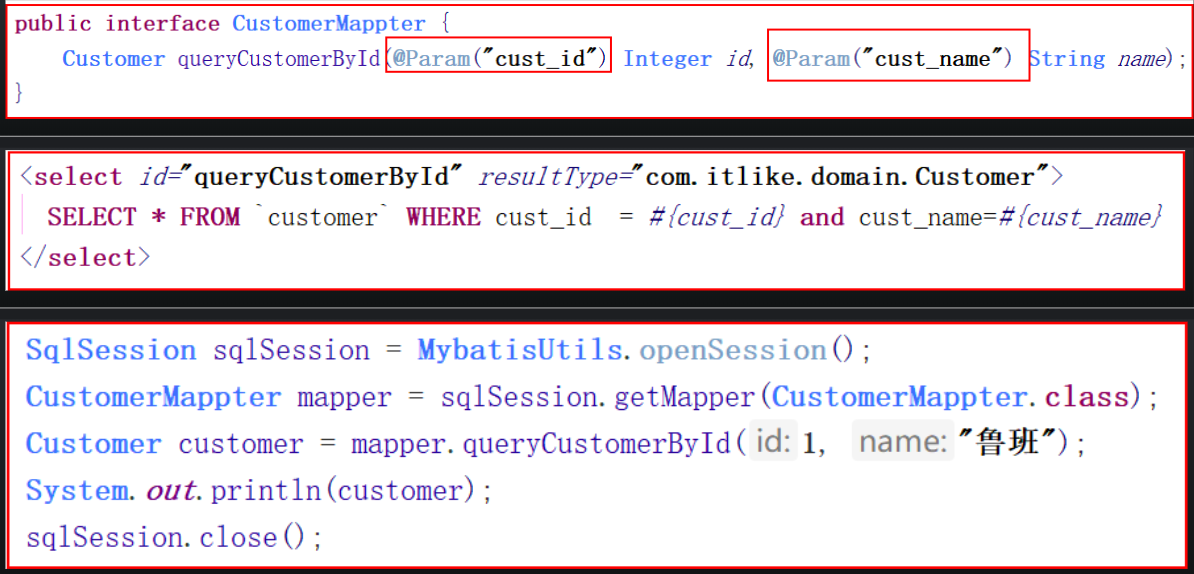 public interface CustomerMappter {
Customer queryCustomerById(@Param("cust_id") Integer id, @Param("cust_name") String name);
}
<select id="queryCustomerById" resultType="com.itlike.domain.Customer">
SELECT * FROM `customer` WHERE cust_id = #{cust_id} and cust_name=#{cust_name}
</select>
SqlSession sqlSession = MybatisUtils.openSession();
CustomerMappter mapper = sqlSession.getMapper(CustomerMappter.class);
Customer customer = mapper.queryCustomerById( id: 1, name: "鲁班");
System.out.println(customer);
sqlSession.close();